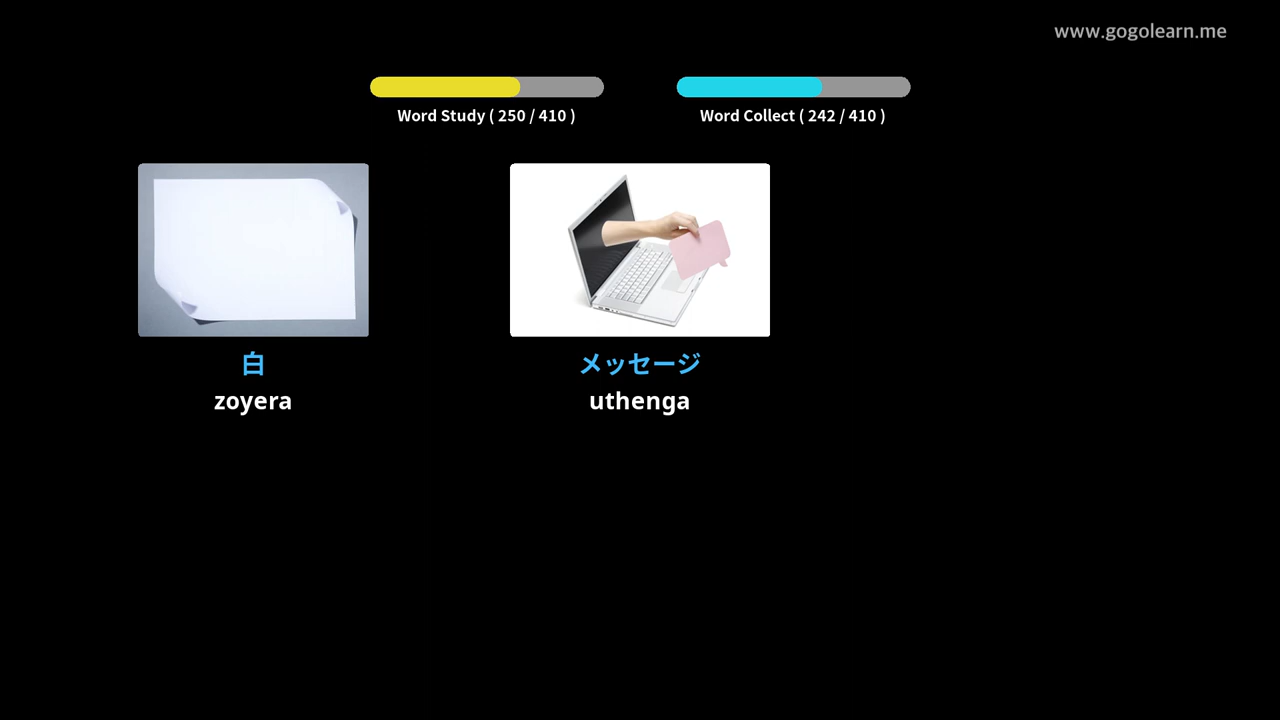 www.gogolearn.me
Word Study ( 250 / 410 )
Word Collect ( 242 / 410 )
白
zoyera
メッセージ
uthenga